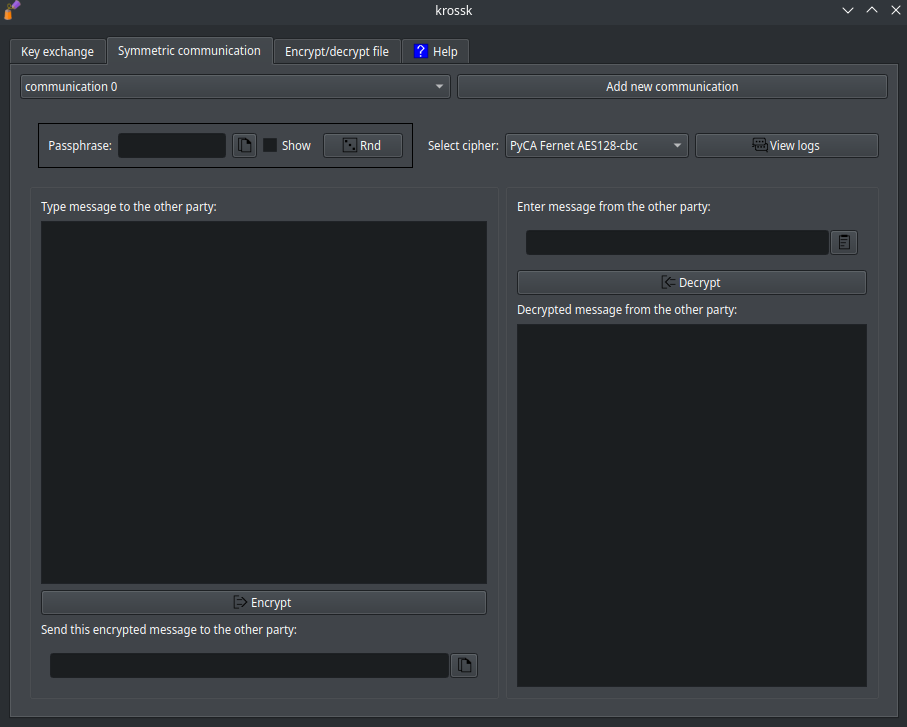 krossk
Key exchange Symmetric communication Encrypt/decrypt file ? Help
communication 0 Add new communication
Passphrase: Show Rnd Select cipher: PyCA Fernet AES128-cbc View logs
Type message to the other party:
Enter message from the other party:
Decrypt
Decrypted message from the other party:
Encrypt
Send this encrypted message to the other party: